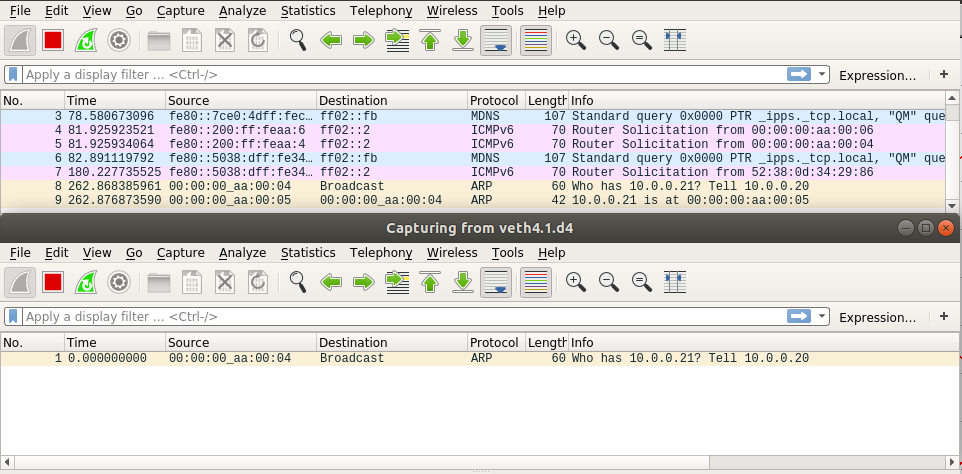 File Edit View Go Capture Analyze Statistics Telephony Wireless Tools Help
Apply a display filter ... <Ctrl-/> Expression... +
No. Time Source Destination Protocol Length Info
3 78.580673096 fe80::7ce0:4dff:fec... ff02::fb MDNS 107 Standard query 0x0000 PTR _ipps._tcp.local, "QM" que
4 81.925923521 fe80::200:ff:feaa:6 ff02::2 ICMPv6 70 Router Solicitation from 00:00:00:aa:00:06
5 81.925934064 fe80::200:ff:feaa:4 ff02::2 ICMPv6 70 Router Solicitation from 00:00:00:aa:00:04
6 82.891119792 fe80::5038:dff:fe34... ff02::fb MDNS 107 Standard query 0x0000 PTR _ipps._tcp.local, "QM" que
7 180.227735525 fe80::5038:dff:fe34... ff02::2 ICMPv6 70 Router Solicitation from 52:38:0d:34:29:86
8 262.868385961 00:00:00_aa:00:04 Broadcast ARP 60 Who has 10.0.0.21? Tell 10.0.0.20
9 262.876873590 00:00:00_aa:00:05 00:00:00_aa:00:04 ARP 42 10.0.0.21 is at 00:00:00:aa:00:05
Capturing from veth4.1.d4
File Edit View Go Capture Analyze Statistics Telephony Wireless Tools Help
Apply a display filter ... <Ctrl-/> Expression... +
No. Time Source Destination Protocol Length Info
1 0.000000000 00:00:00_aa:00:04 Broadcast ARP 60 Who has 10.0.0.21? Tell 10.0.0.20